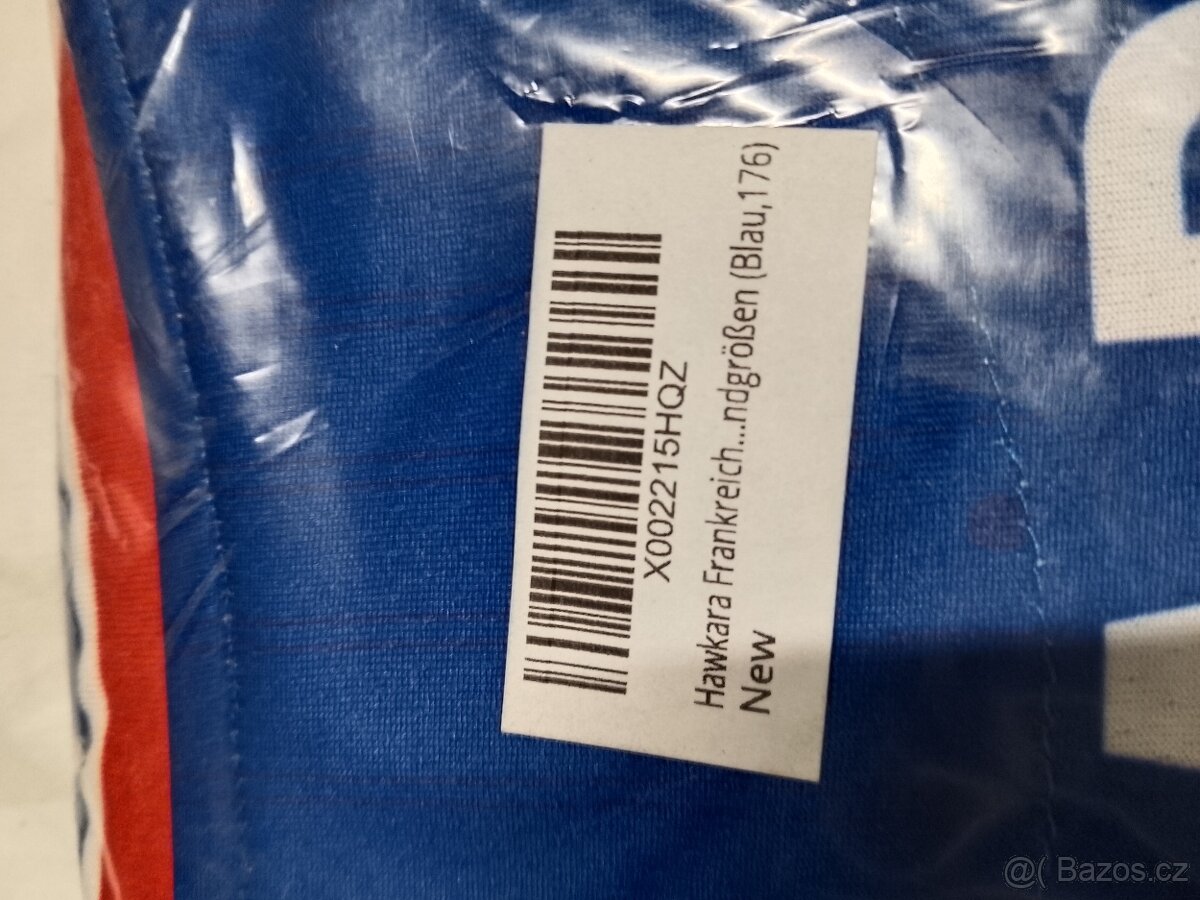 X002215HQZ
Hawkara Frankreich...ndgrößen (Blau,176)
New
@( Bazos.cz